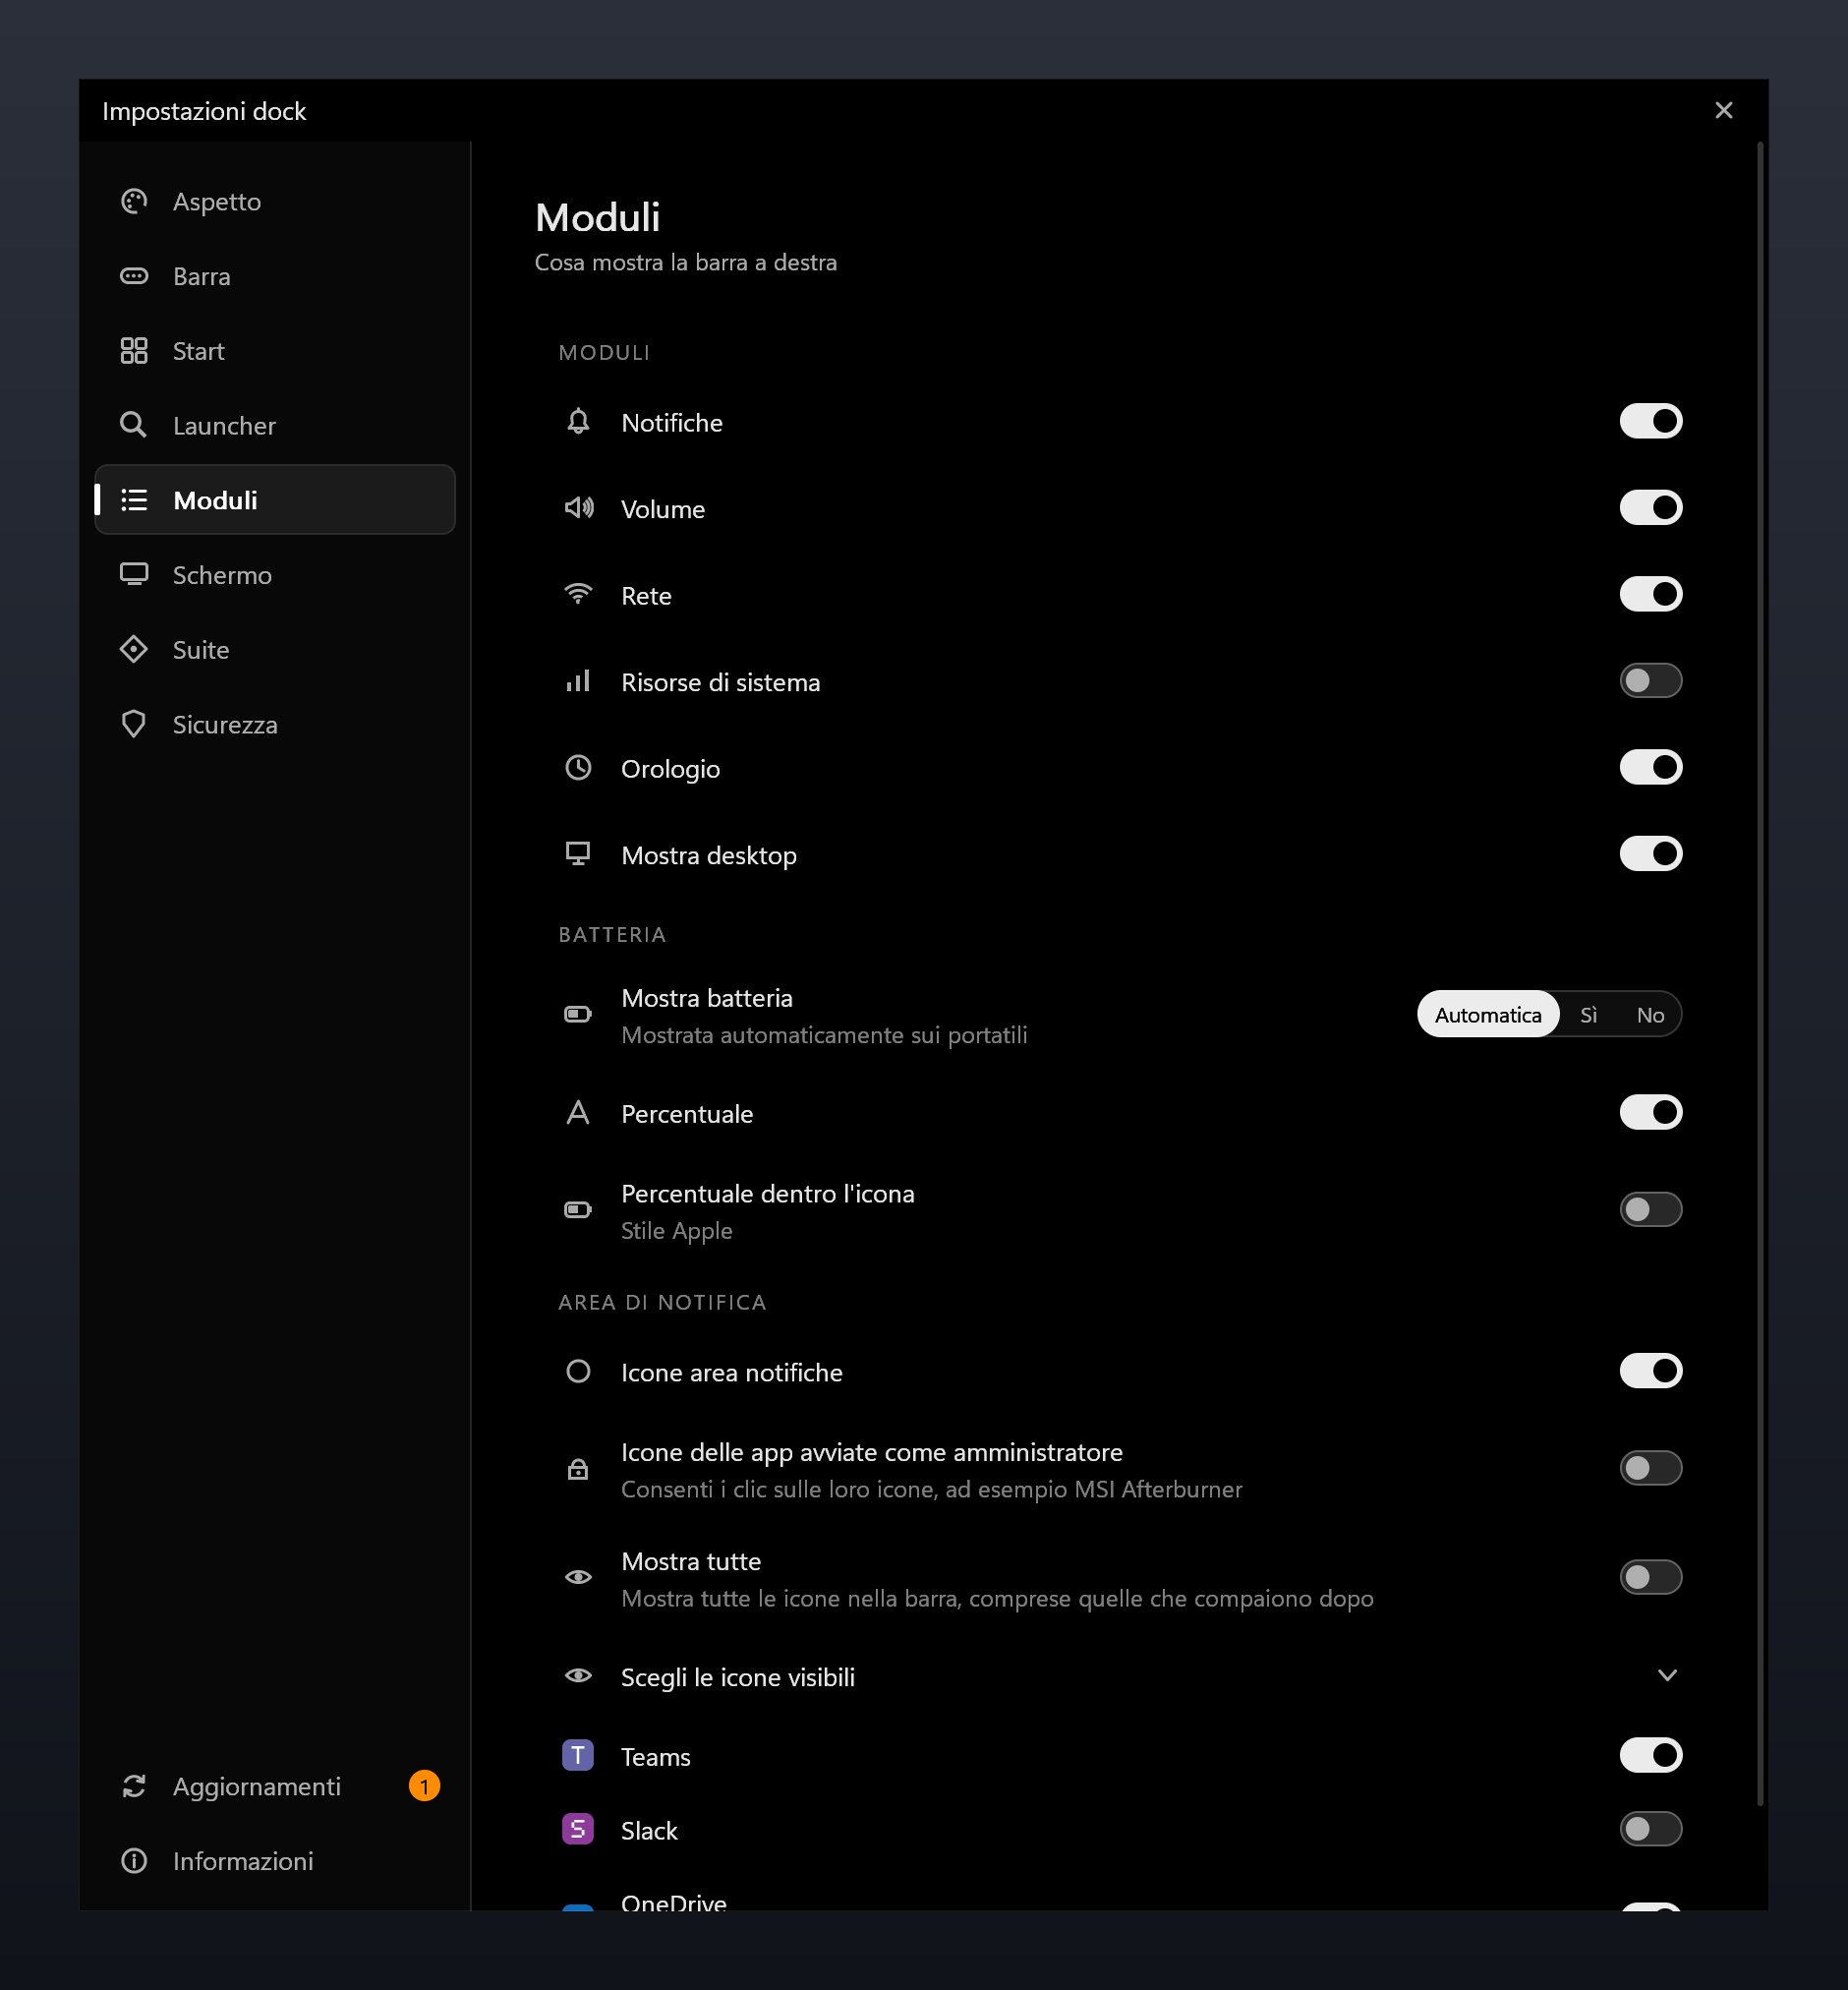 Impostazioni dock
Aspetto
Barra
Start
Launcher
Moduli
Schermo
Suite
Sicurezza
Aggiornamenti 1
Informazioni
Moduli
Cosa mostra la barra a destra
MODULI
Notifiche
Volume
Rete
Risorse di sistema
Orologio
Mostra desktop
BATTERIA
Mostra batteria
Mostrata automaticamente sui portatili
Automatica Sì No
Percentuale
Percentuale dentro l'icona
Stile Apple
AREA DI NOTIFICA
Icone area notifiche
Icone delle app avviate come amministratore
Consenti i clic sulle loro icone, ad esempio MSI Afterburner
Mostra tutte
Mostra tutte le icone nella barra, comprese quelle che compaiono dopo
Scegli le icone visibili
T Teams
S Slack
OneDrive